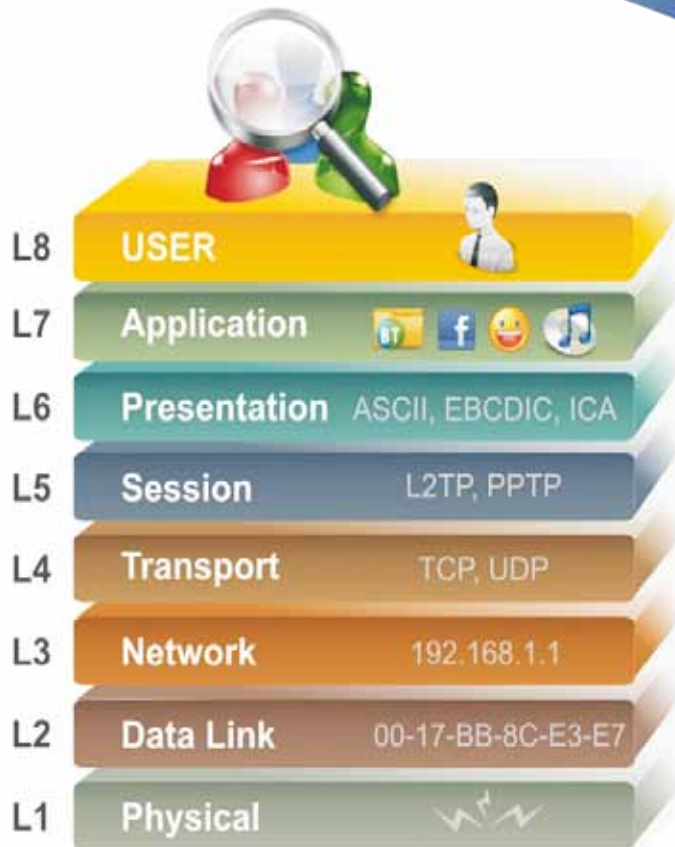 L8 USER
L7 Application BT f
L6 Presentation ASCII, EBCDIC, ICA
L5 Session L2TP, PPTP
L4 Transport TCP, UDP
L3 Network 192.168.1.1
L2 Data Link 00-17-BB-8C-E3-E7
L1 Physical